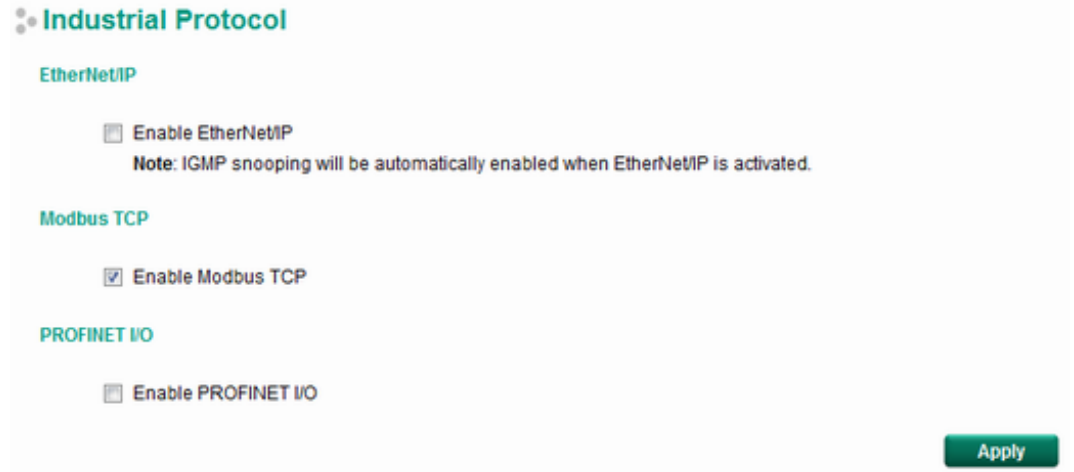 Industrial Protocol
EtherNet/IP
Enable EtherNet/IP
Note: IGMP snooping will be automatically enabled when EtherNet/IP is activated.
Modbus TCP
Enable Modbus TCP
PROFINET I/O
Enable PROFINET I/O
Apply